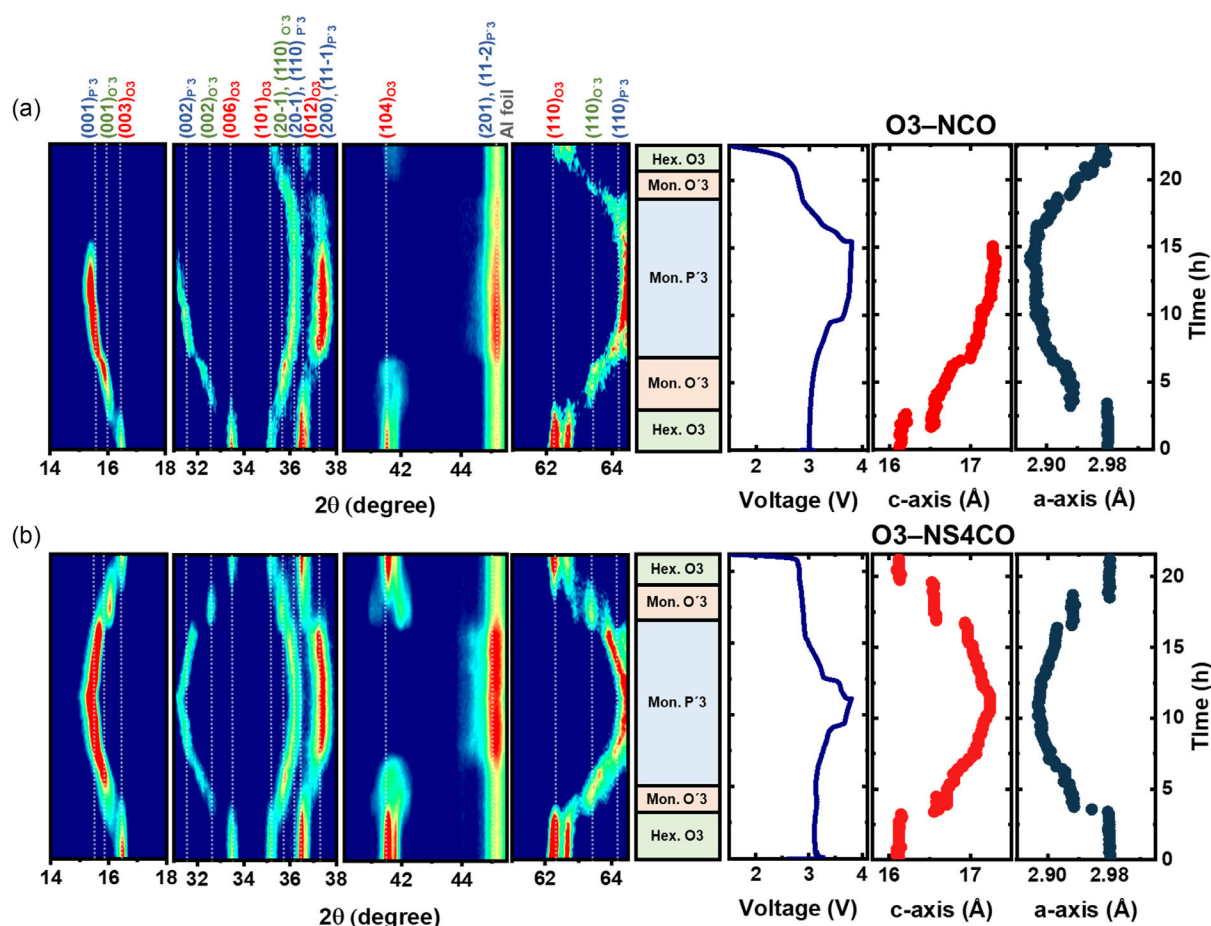 (001)P´3
(001)O´3
(003)O3
(002)P´3
(002)O´3
(006)O3
(101)O3
(20-1), (110)O´3
(20-1), (110)P´3
(012)O3
(200), (11-1)P´3
(104)O3
(201), (11-2)P´3
Al foil
(110)O3
(110)O´3
(110)P´3
(a)
O3–NCO
Hex. O3
Mon. O´3
Mon. P´3
Mon. O´3
Hex. O3
20
15
10
5
0
TIme (h)
14 16 18 32 34 36 38 42 44 62 64 2 3 4 16 17 2.90 2.98
2θ (degree)
Voltage (V)
c-axis (Å)
a-axis (Å)
(b)
O3–NS4CO
Hex. O3
Mon. O´3
Mon. P´3
Mon. O´3
Hex. O3
20
15
10
5
0
TIme (h)
14 16 18 32 34 36 38 42 44 62 64 2 3 4 16 17 2.90 2.98
2θ (degree)
Voltage (V)
c-axis (Å)
a-axis (Å)